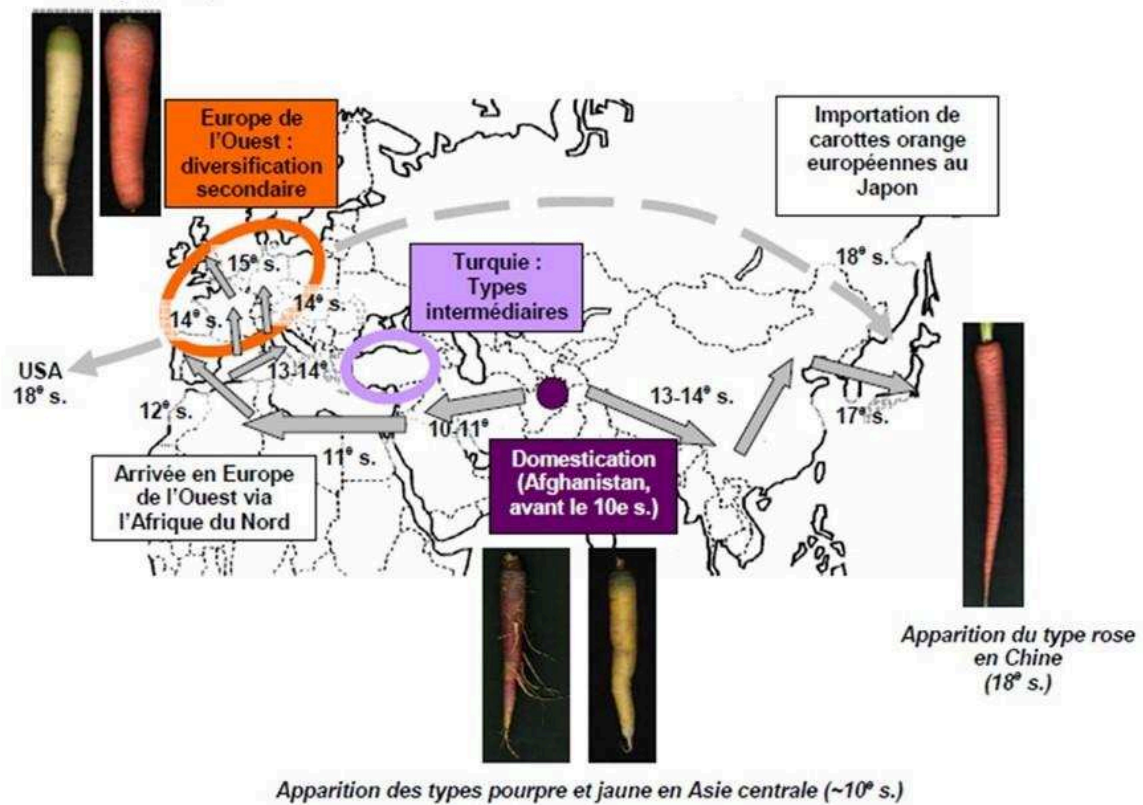 Europe de
l'Ouest :
diversification
secondaire
Importation de
carottes orange
européennes au
Japon
Turquie :
Types
intermédiaires
15e s.
14e s.
14e s.
18e s.
USA
18e s.
13-14e
12e s.
11e s.
10-11e
13-14e s.
17e s.
Arrivée en Europe
de l'Ouest via
l'Afrique du Nord
Domestication
(Afghanistan,
avant le 10e s.)
Apparition du type rose
en Chine
(18e s.)
Apparition des types pourpre et jaune en Asie centrale (~10e s.)